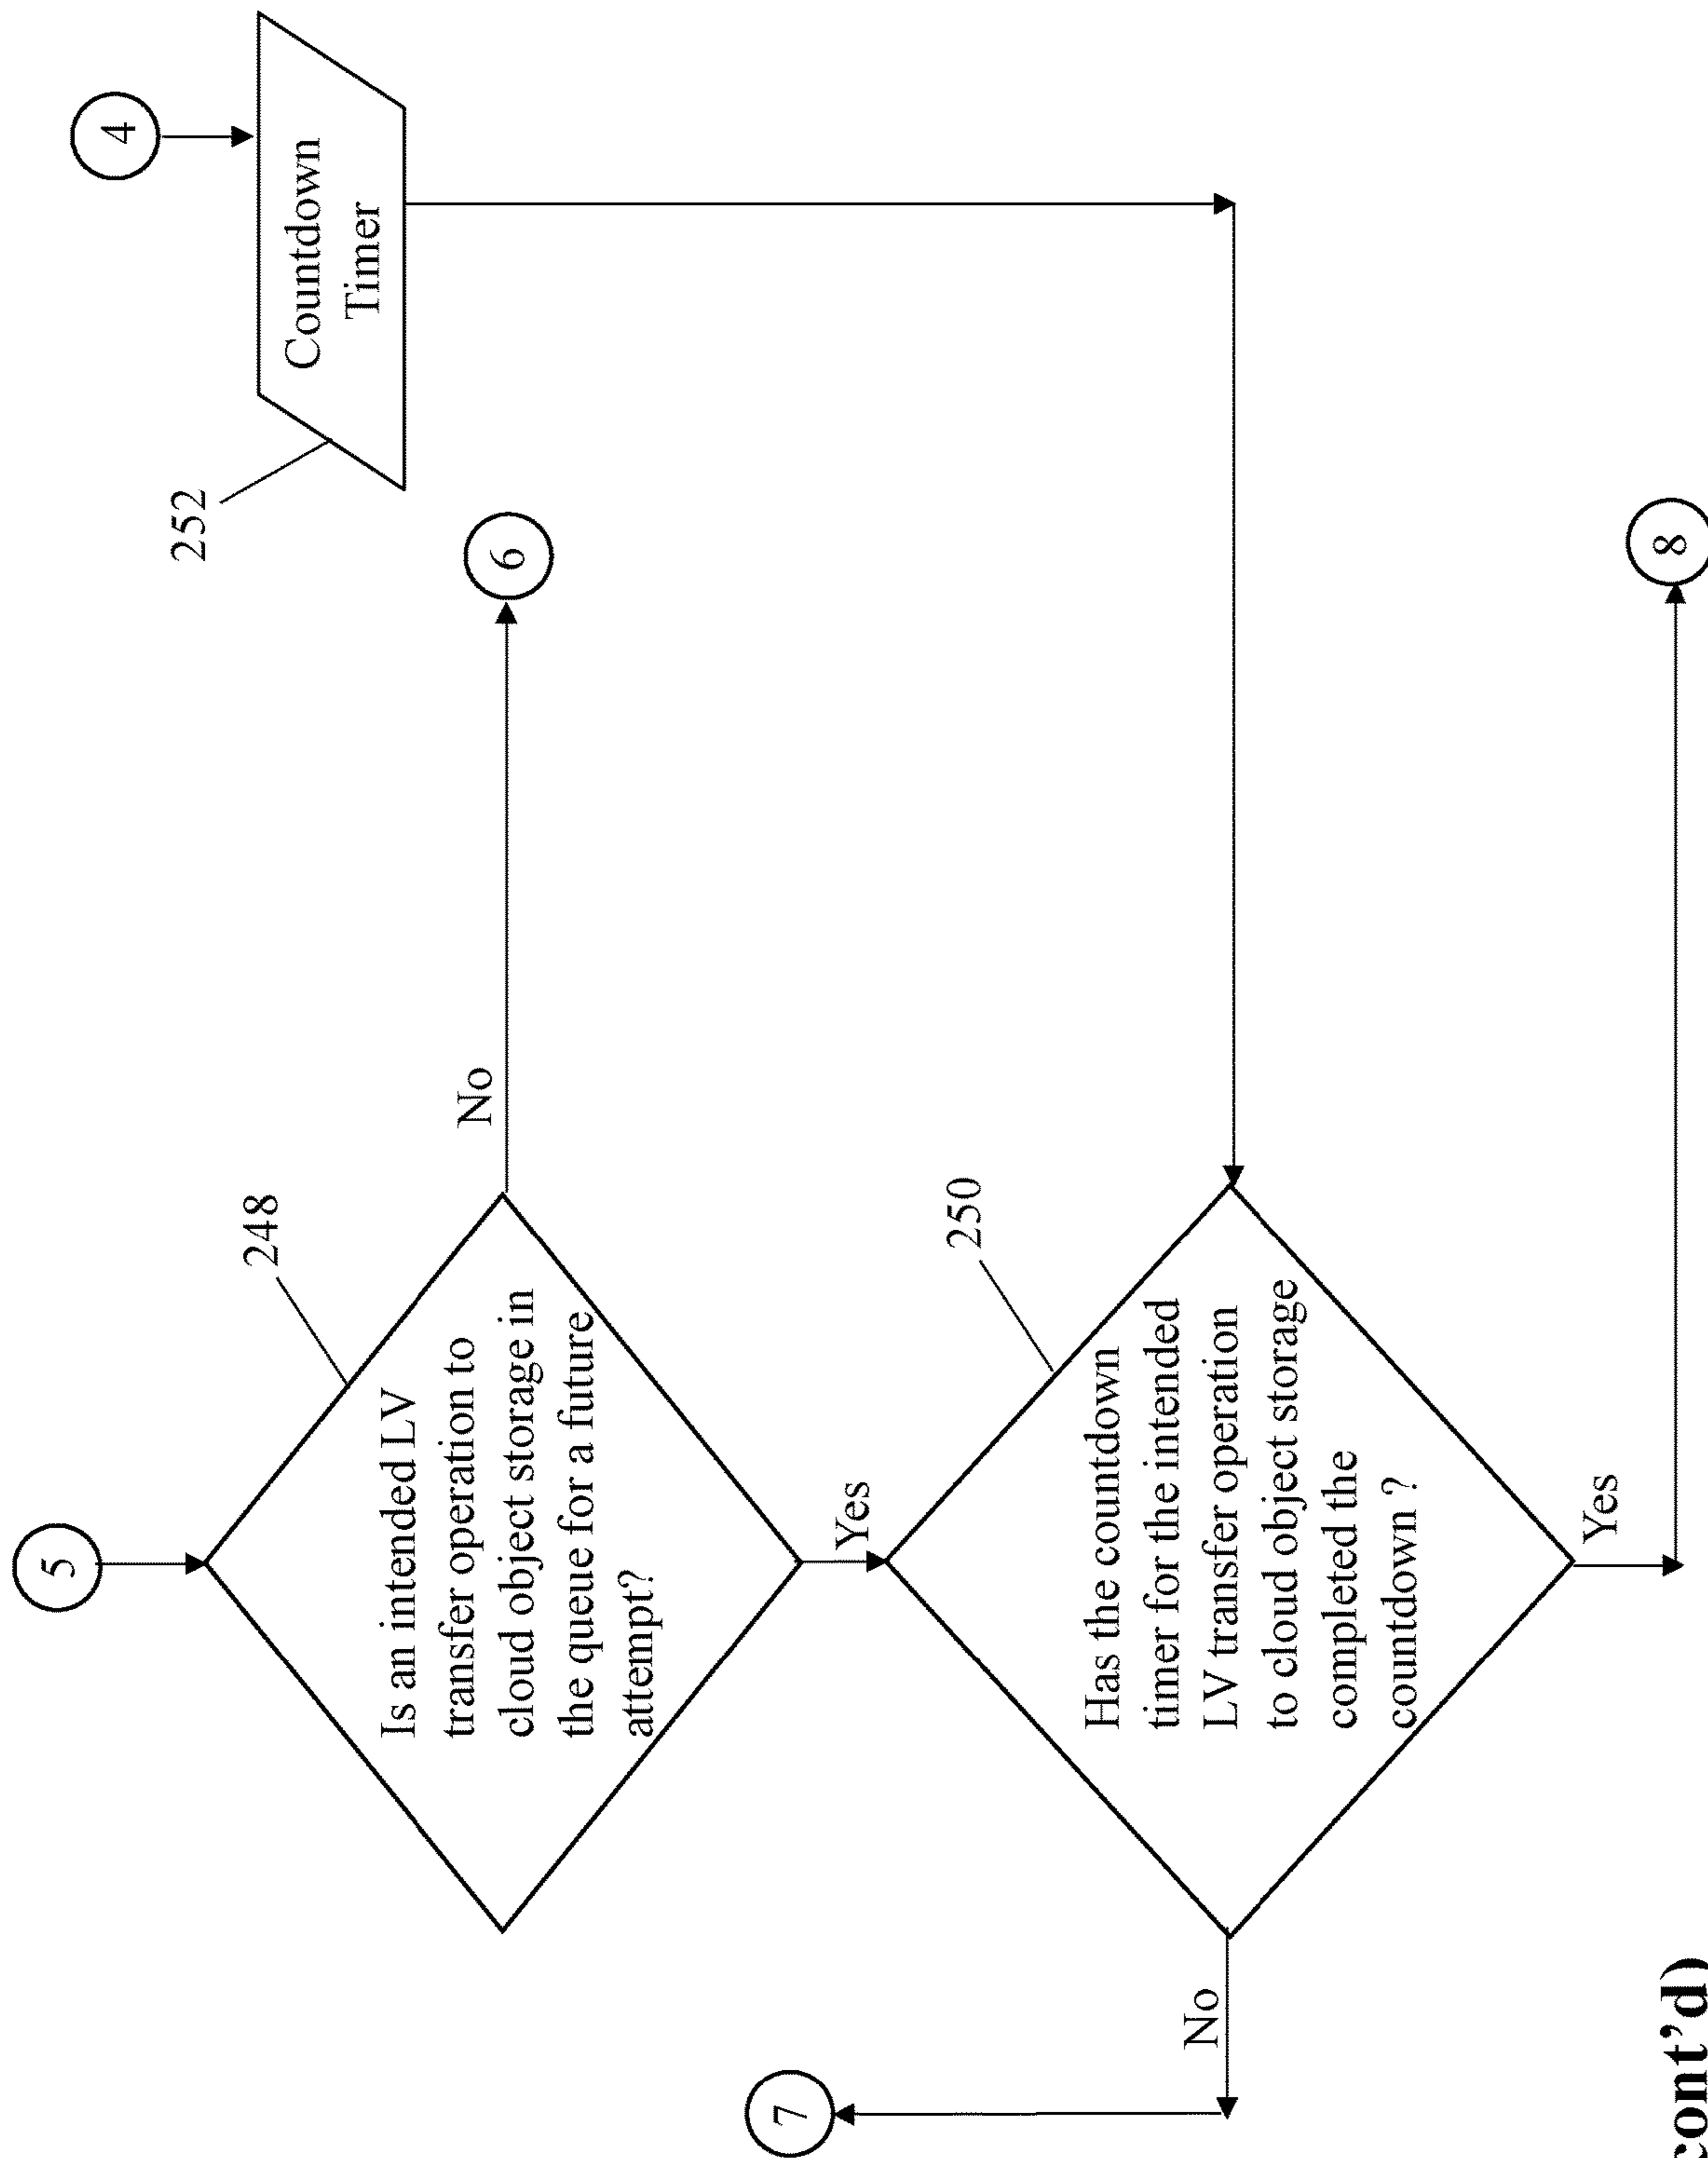 5
248
Is an intended LV
transfer operation to
cloud object storage in
the queue for a future
attempt?
No
6
Yes
4
Countdown
Timer
252
250
Has the countdown
timer for the intended
LV transfer operation
to cloud object storage
completed the
countdown ?
No
7
Yes
8
cont’d)